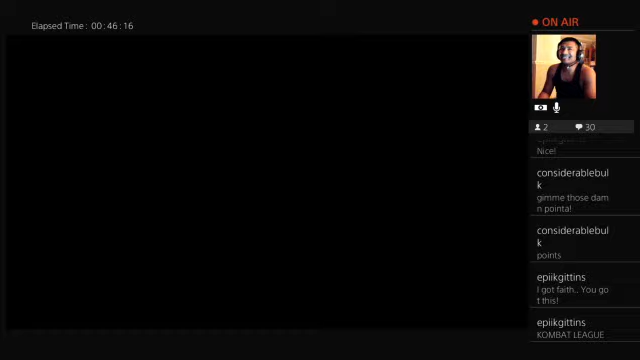 Elapsed Time : 00 : 46 : 16
ON AIR
2
30
Nice!
considerablebul
k
gimme those dam
n pointa!
considerablebul
k
points
epiikgittins
I got faith.. You go
t this!
epiikgittins
KOMBAT LEAGUE